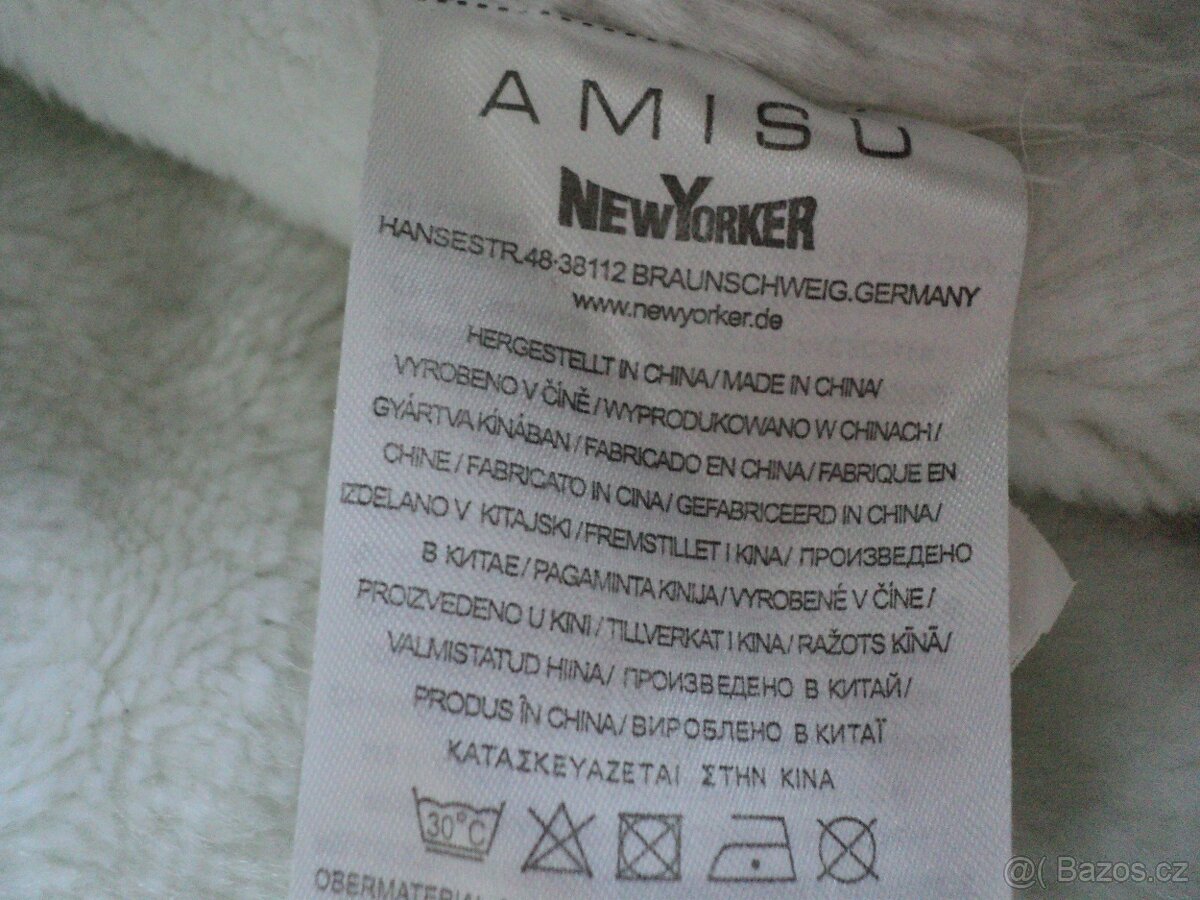 AMISU
NEWYORKER
HANSESTR.48·38112 BRAUNSCHWEIG.GERMANY
www.newyorker.de
HERGESTELLT IN CHINA/MADE IN CHINA/
VYROBENO V ČÍNĚ/WYPRODUKOWANO W CHINACH/
GYÁRTVA KÍNÁBAN/FABRICADO EN CHINA/FABRIQUE EN
CHINE/FABRICATO IN CINA/GEFABRICEERD IN CHINA/
IZDELANO V KITAJSKI/FREMSTILLET I KINA/ПРОИЗВЕДЕНО
В КИТАЕ/PAGAMINTA KINIJA/VYROBENÉ V ČÍNE/
PROIZVEDENO U KINI/TILLVERKAT I KINA/RAŽOTS ĶĪNĀ/
VALMISTATUD HIINA/ПРОИЗВЕДЕНО В КИТАЙ/
PRODUS ÎN CHINA/ВИРОБЛЕНО В КИТАЇ
ΚΑΤΑΣΚΕΥΑΖΕΤΑΙ ΣΤΗΝ ΚΙΝΑ
30°C
OBERMATERIAL
@( Bazos.cz